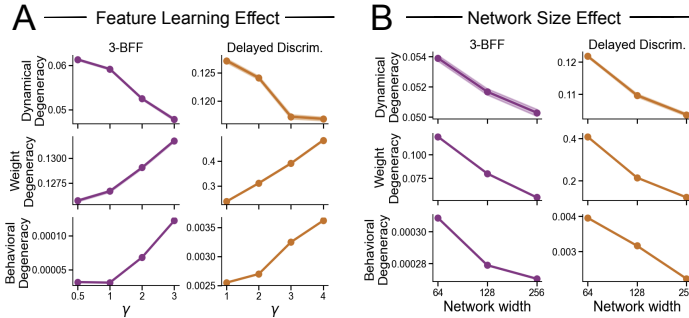 A Feature Learning Effect
B Network Size Effect
3-BFF
Delayed Discrim.
3-BFF
Delayed Discrim.
Dynamical
Degeneracy
0.06
0.05
0.125
0.120
Dynamical
Degeneracy
0.054
0.052
0.050
0.12
0.11
Weight
Degeneracy
0.1300
0.1275
0.4
0.3
Weight
Degeneracy
0.100
0.075
0.4
0.2
Behavioral
Degeneracy
0.00010
0.00005
0.0035
0.0030
0.0025
Behavioral
Degeneracy
0.00030
0.00028
0.004
0.003
0.5 1 2 3
1 2 3 4
64 128 256
64 128 25
γ
γ
Network width
Network width